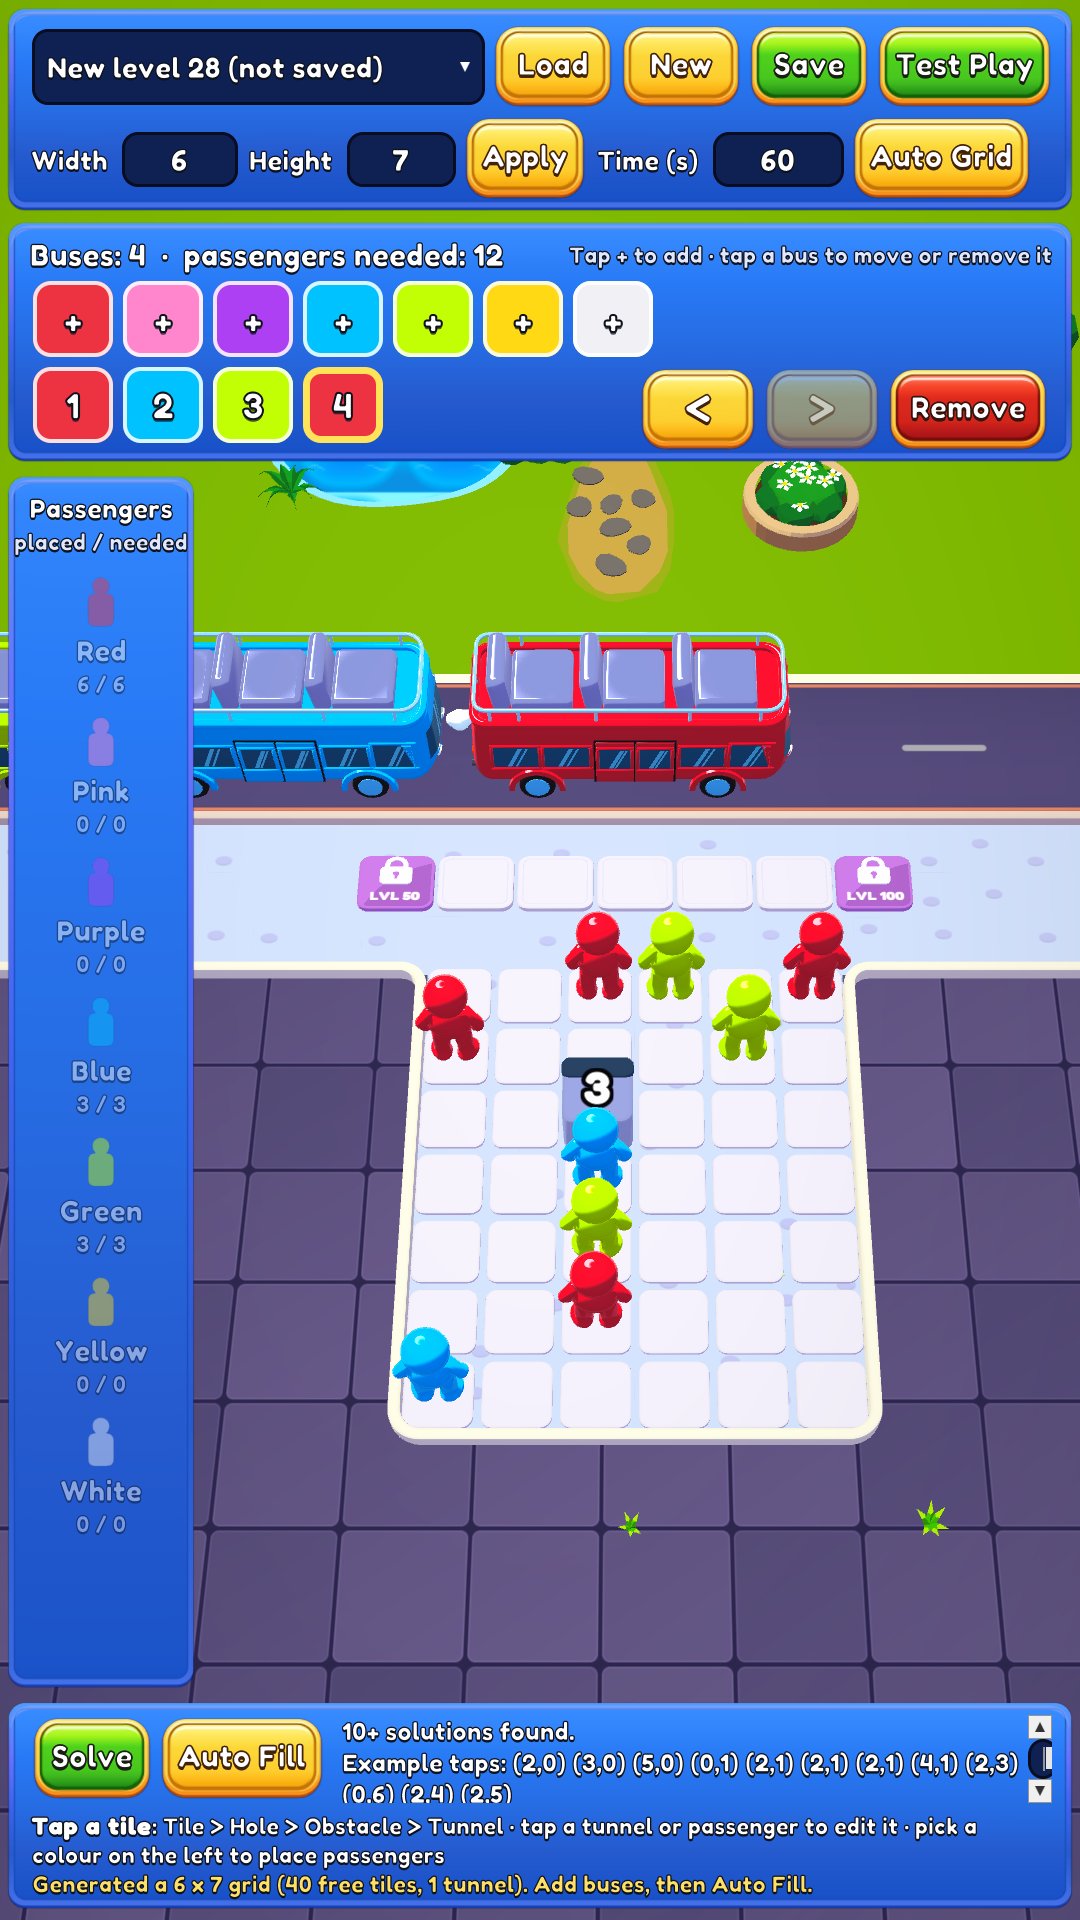 New level 28 (not saved)
Load
New
Save
Test Play
Width 6 Height 7 Apply Time (s) 60 Auto Grid
Buses: 4 · passengers needed: 12
Tap + to add · tap a bus to move or remove it
+ + + + + + +
1 2 3 4 < > Remove
Passengers
placed / needed
Red
6 / 6
Pink
0 / 0
Purple
0 / 0
Blue
3 / 3
Green
3 / 3
Yellow
0 / 0
White
0 / 0
LVL 50
LVL 100
3
Solve
Auto Fill
10+ solutions found.
Example taps: (2,0) (3,0) (5,0) (0,1) (2,1) (2,1) (2,1) (4,1) (2,3)
(0,6) (2,4) (2,5)
Tap a tile: Tile > Hole > Obstacle > Tunnel · tap a tunnel or passenger to edit it · pick a
colour on the left to place passengers
Generated a 6 x 7 grid (40 free tiles, 1 tunnel). Add buses, then Auto Fill.